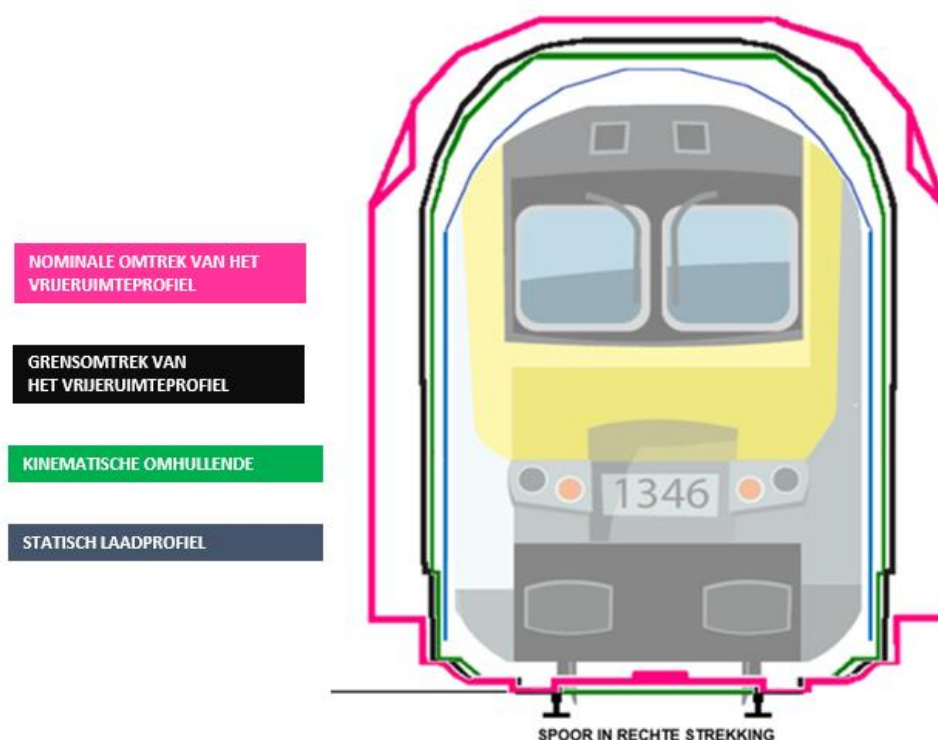 NOMINALE OMTREK VAN HET
VRIJERUIMTEPROFIEL
GRENSOMTREK VAN
HET VRIJERUIMTEPROFIEL
KINEMATISCHE OMHULLENDE
STATISCH LAADPROFIEL
1346
SPOOR IN RECHTE STREKKING